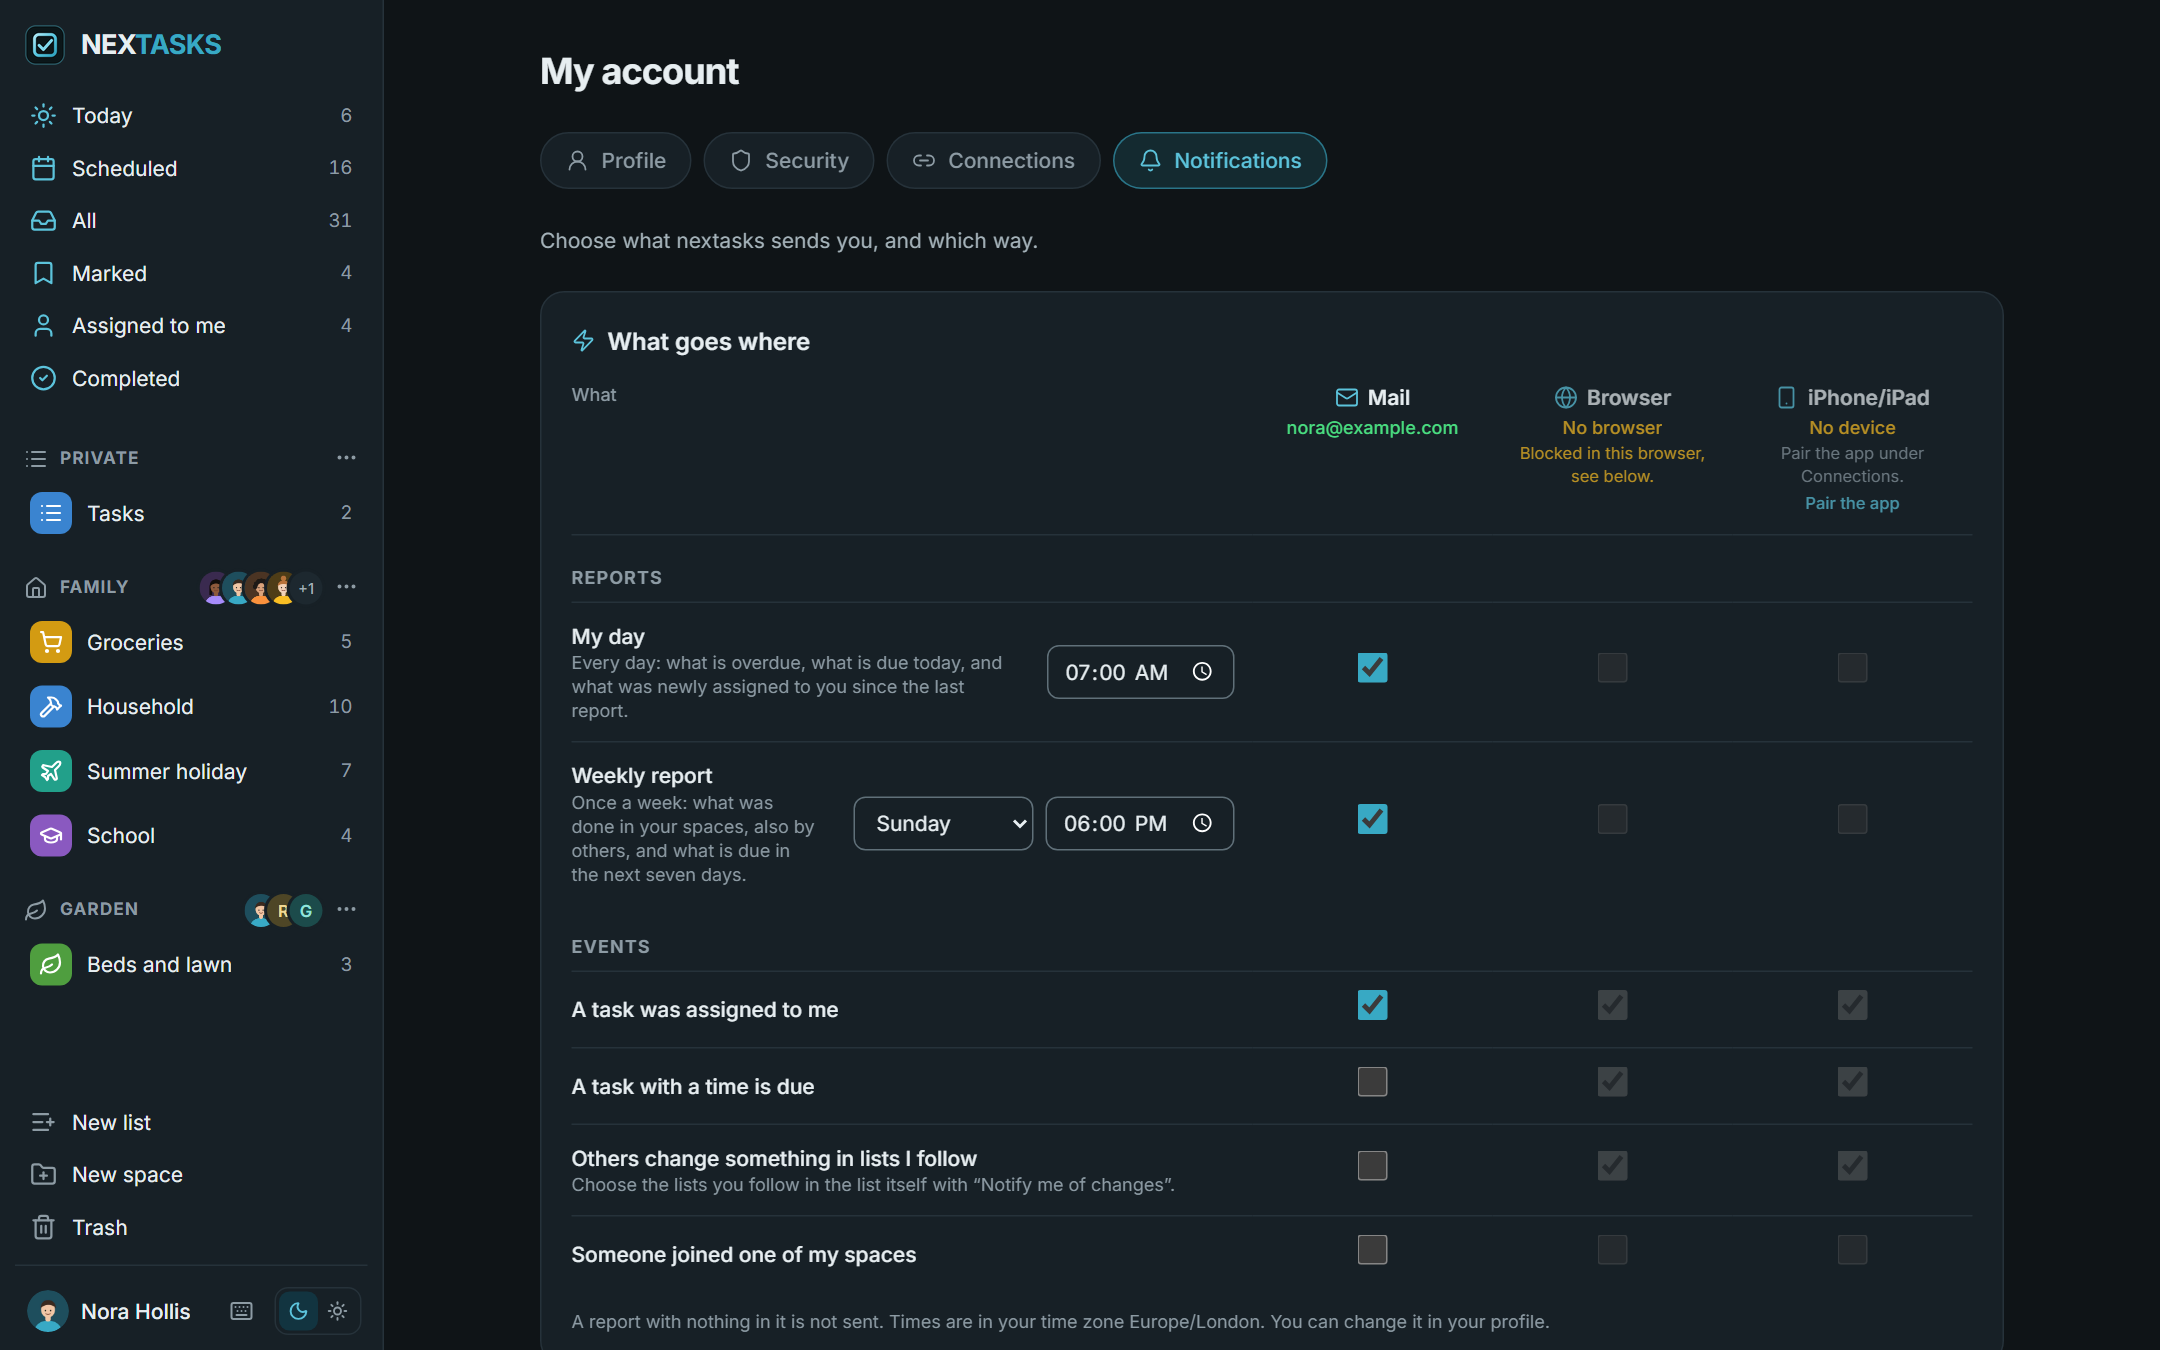 NEXTASKS
Today 6
Scheduled 16
All 31
Marked 4
Assigned to me 4
Completed
PRIVATE
Tasks 2
FAMILY +1
Groceries 5
Household 10
Summer holiday 7
School 4
GARDEN R G
Beds and lawn 3
New list
New space
Trash
Nora Hollis
My account
Profile Security Connections Notifications
Choose what nextasks sends you, and which way.
What goes where
What Mail Browser iPhone/iPad
nora@example.com No browser No device
Blocked in this browser, Pair the app under
see below. Connections.
Pair the app
REPORTS
My day
Every day: what is overdue, what is due today, and
what was newly assigned to you since the last
report.
07:00 AM
Weekly report
Once a week: what was
done in your spaces, also by
others, and what is due in
the next seven days.
Sunday 06:00 PM
EVENTS
A task was assigned to me
A task with a time is due
Others change something in lists I follow
Choose the lists you follow in the list itself with “Notify me of changes”.
Someone joined one of my spaces
A report with nothing in it is not sent. Times are in your time zone Europe/London. You can change it in your profile.